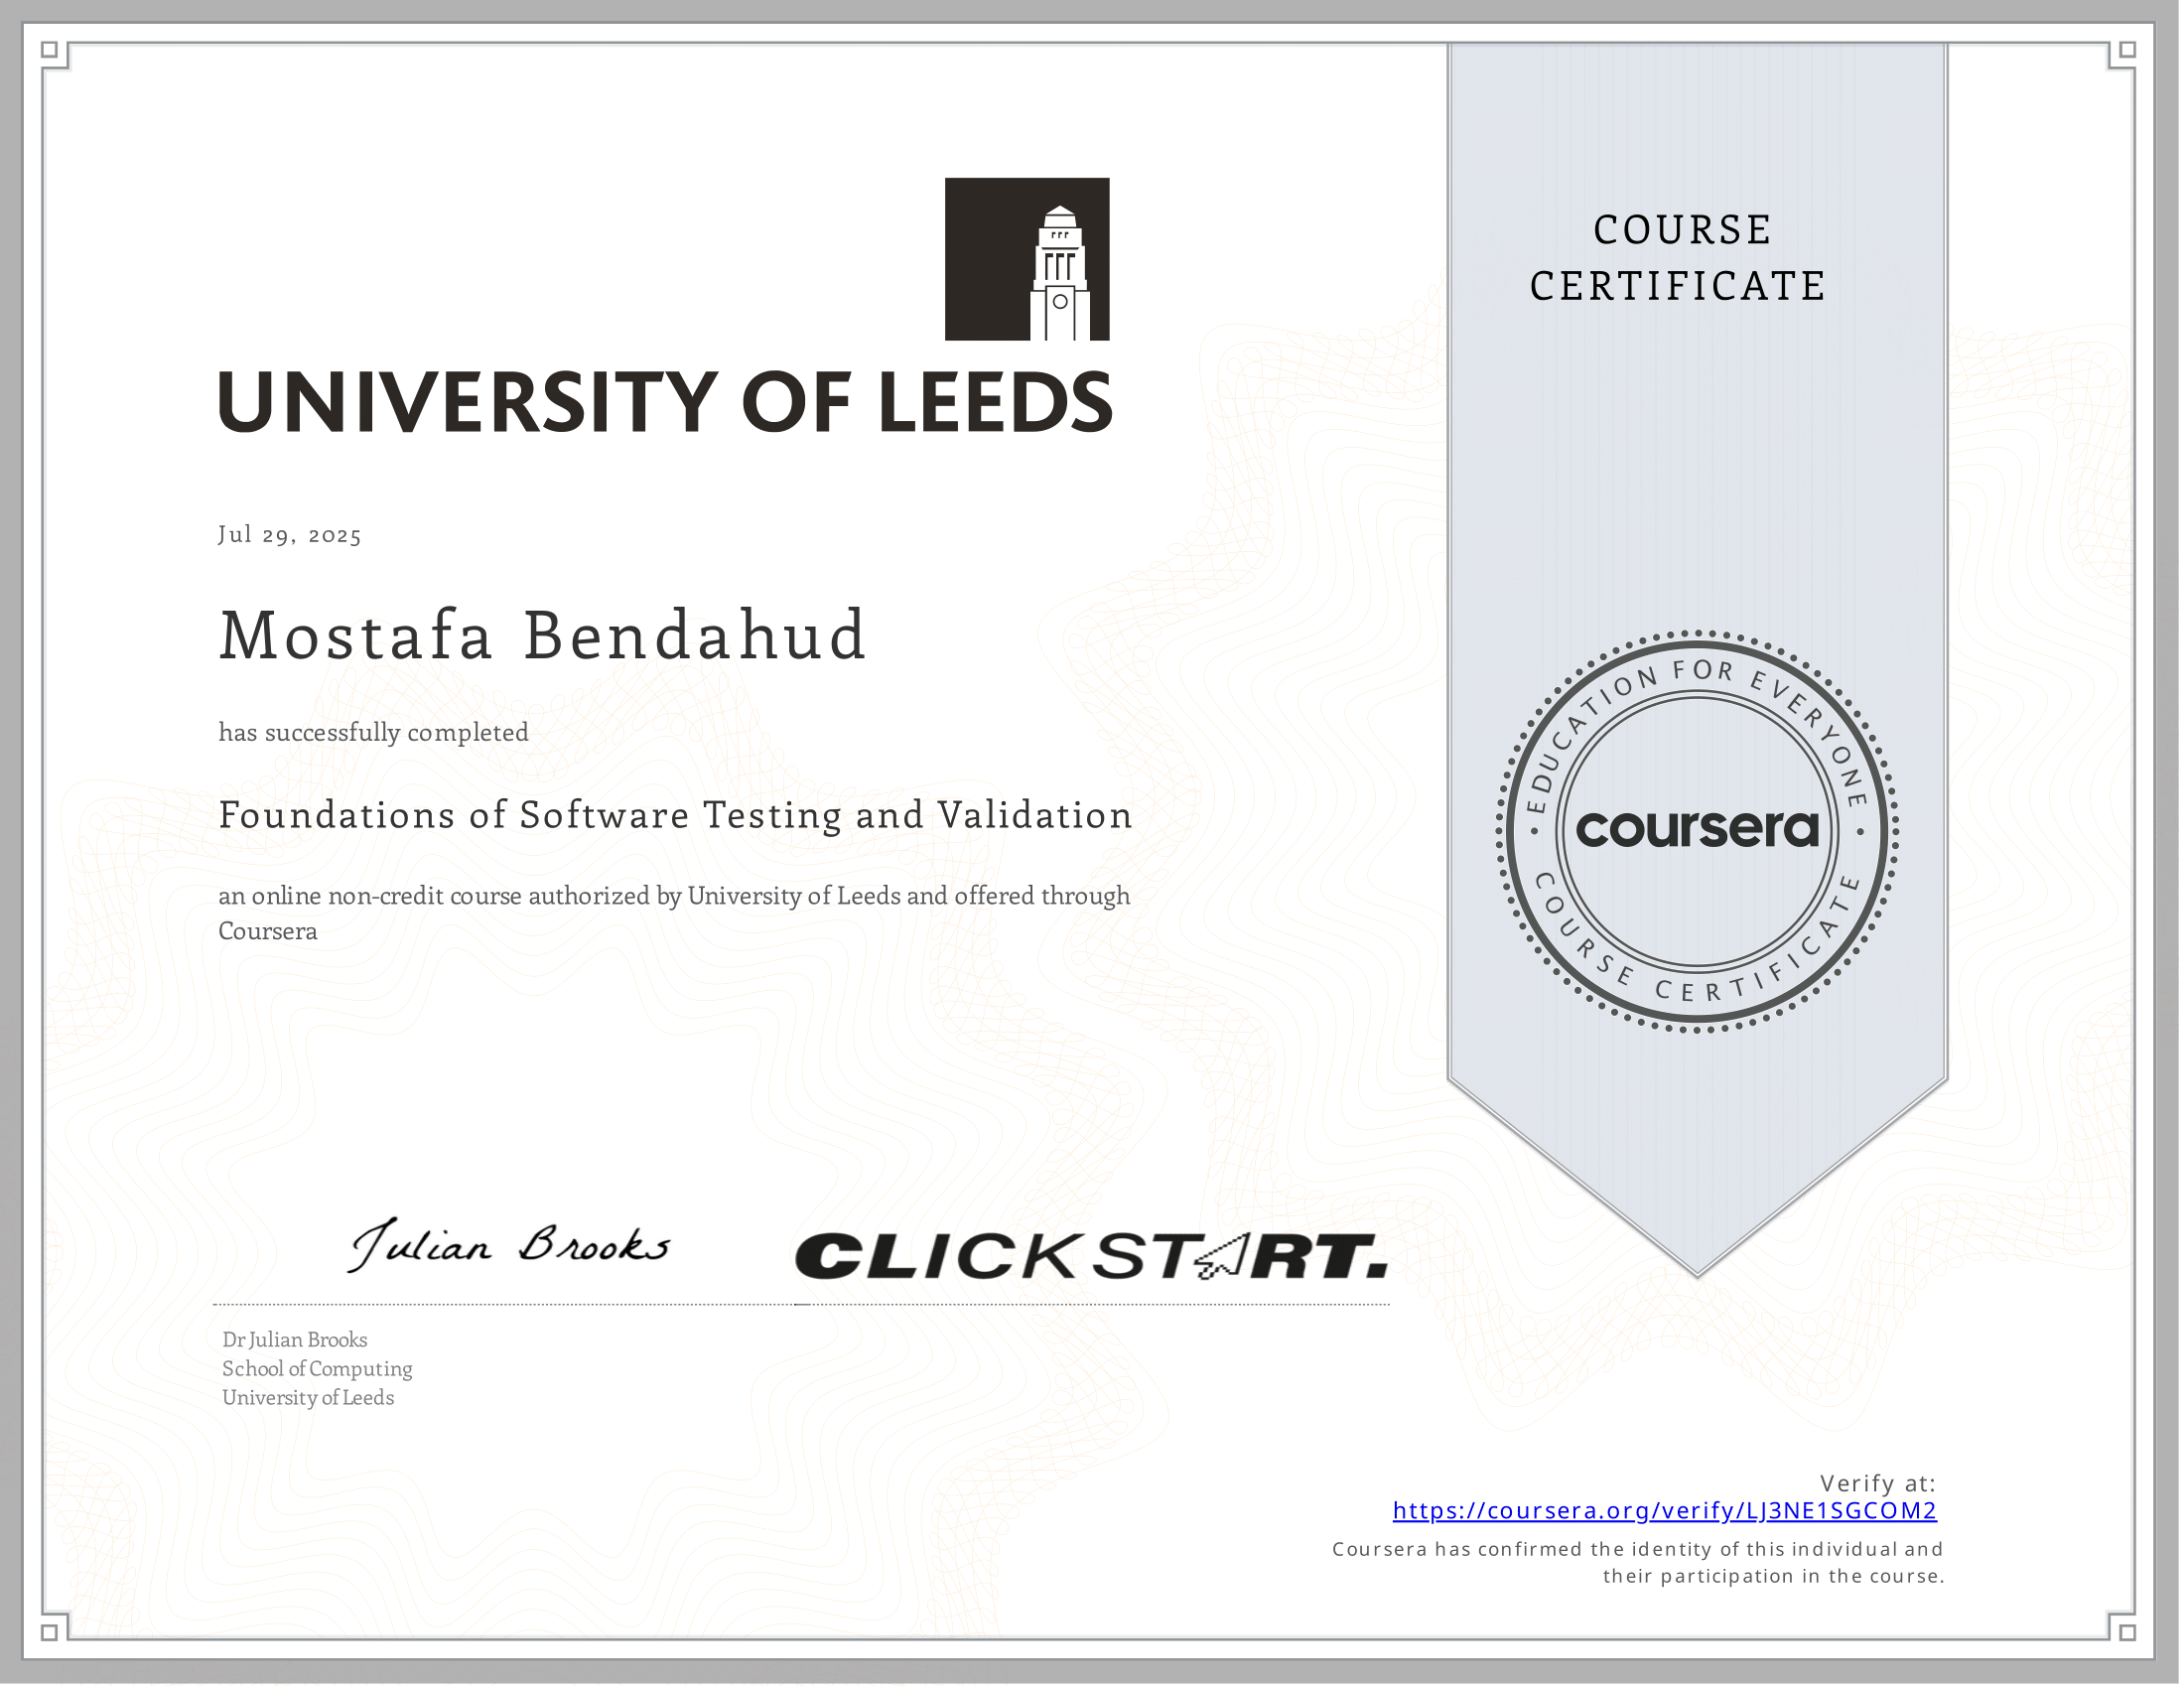 UNIVERSITY OF LEEDS
Jul 29, 2025
Mostafa Bendahud
has successfully completed
Foundations of Software Testing and Validation
an online non-credit course authorized by University of Leeds and offered through
Coursera
Julian Brooks
CLICKSTART.
Dr Julian Brooks
School of Computing
University of Leeds
COURSE
CERTIFICATE
EDUCATION FOR EVERYONE
coursera
COURSE CERTIFICATE
Verify at:
https://coursera.org/verify/LJ3NE1SGCOM2
Coursera has confirmed the identity of this individual and
their participation in the course.